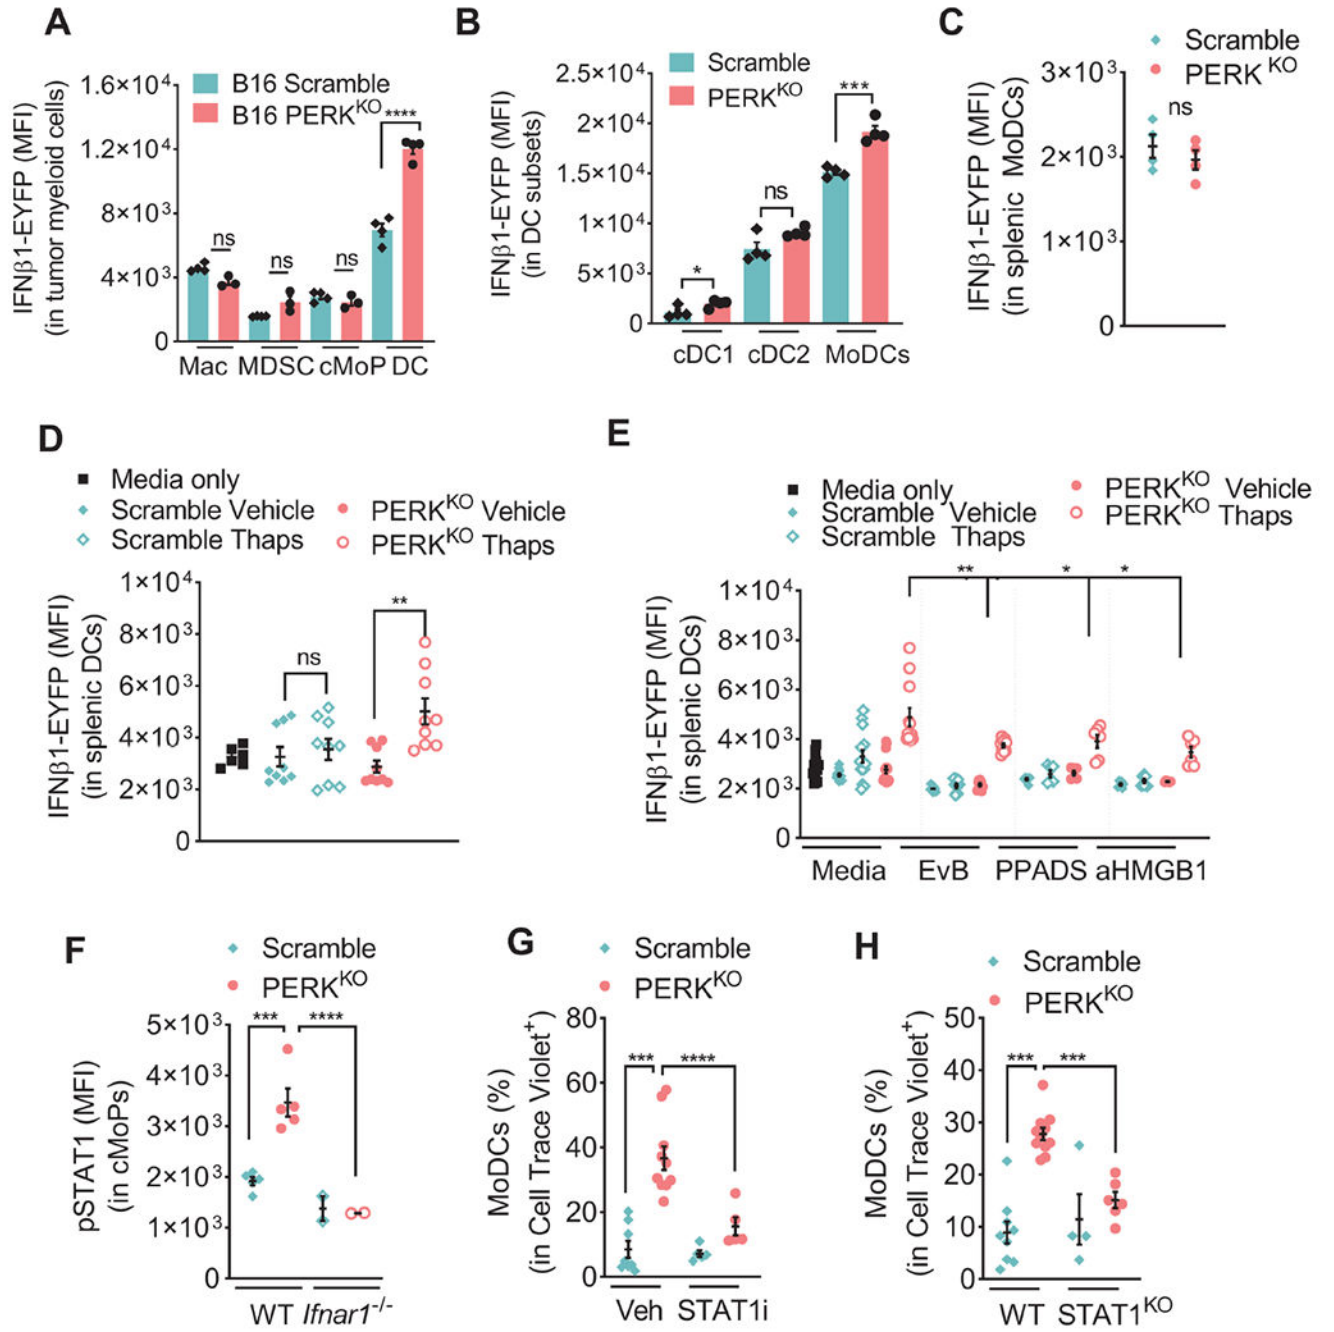 A
IFNβ1-EYFP (MFI)
(in tumor myeloid cells)
1.6×10⁴
1.2×10⁴
8×10³
4×10³
0
B16 Scramble
B16 PERKᴷᴼ
ns
ns
ns
****
Mac MDSC cMoP DC
B
IFNβ1-EYFP (MFI)
(in DC subsets)
2.5×10⁴
2×10⁴
1.5×10⁴
1×10⁴
5×10³
0
Scramble
PERKᴷᴼ
*
ns
***
cDC1 cDC2 MoDCs
C
Scramble
PERK ᴷᴼ
IFNβ1-EYFP (MFI)
(in splenic MoDCs)
3×10³
2×10³
1×10³
0
ns
D
Media only
Scramble Vehicle
Scramble Thaps
PERKᴷᴼ Vehicle
PERKᴷᴼ Thaps
IFNβ1-EYFP (MFI)
(in splenic DCs)
1×10⁴
8×10³
6×10³
4×10³
2×10³
0
ns
**
E
Media only
Scramble Vehicle
Scramble Thaps
PERKᴷᴼ Vehicle
PERKᴷᴼ Thaps
IFNβ1-EYFP (MFI)
(in splenic DCs)
1×10⁴
8×10³
6×10³
4×10³
2×10³
0
**
*
*
Media EvB PPADS aHMGB1
F
Scramble
PERKᴷᴼ
pSTAT1 (MFI)
(in cMoPs)
5×10³
4×10³
3×10³
2×10³
1×10³
0
***
****
WT Ifnar1⁻/⁻
G
Scramble
PERKᴷᴼ
MoDCs (%)
(in Cell Trace Violet⁺)
80
60
40
20
0
***
****
Veh STAT1i
H
Scramble
PERKᴷᴼ
MoDCs (%)
(in Cell Trace Violet⁺)
50
40
30
20
10
0
***
***
WT STAT1ᴷᴼ